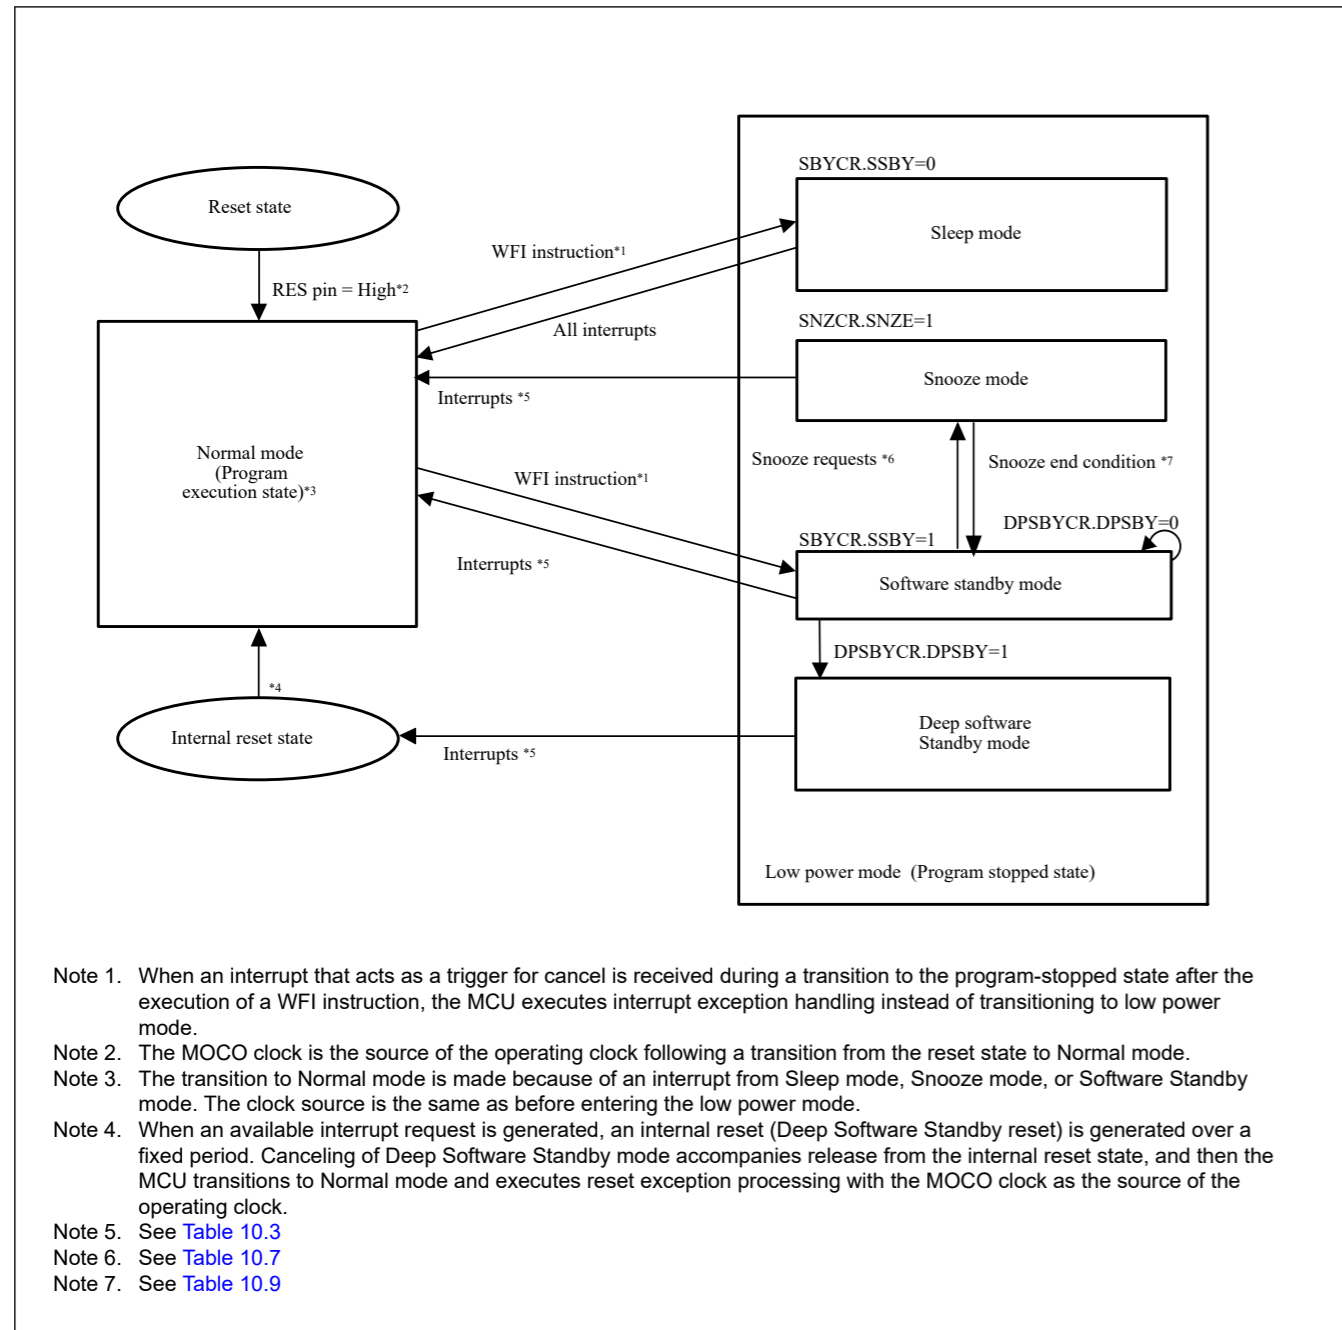 SBYCR.SSBY=0
Reset state
Sleep mode
WFI instruction*1
RES pin = High*2
All interrupts
SNZCR.SNZE=1
Snooze mode
Interrupts *5
Normal mode
(Program
execution state)*3
Snooze requests *6
Snooze end condition *7
WFI instruction*1
DPSBYCR.DPSBY=0
SBYCR.SSBY=1
Interrupts *5
Software standby mode
DPSBYCR.DPSBY=1
*4
Internal reset state
Deep software
Standby mode
Interrupts *5
Low power mode (Program stopped state)
Note 1. When an interrupt that acts as a trigger for cancel is received during a transition to the program-stopped state after the
execution of a WFI instruction, the MCU executes interrupt exception handling instead of transitioning to low power
mode.
Note 2. The MOCO clock is the source of the operating clock following a transition from the reset state to Normal mode.
Note 3. The transition to Normal mode is made because of an interrupt from Sleep mode, Snooze mode, or Software Standby
mode. The clock source is the same as before entering the low power mode.
Note 4. When an available interrupt request is generated, an internal reset (Deep Software Standby reset) is generated over a
fixed period. Canceling of Deep Software Standby mode accompanies release from the internal reset state, and then the
MCU transitions to Normal mode and executes reset exception processing with the MOCO clock as the source of the
operating clock.
Note 5. See Table 10.3
Note 6. See Table 10.7
Note 7. See Table 10.9